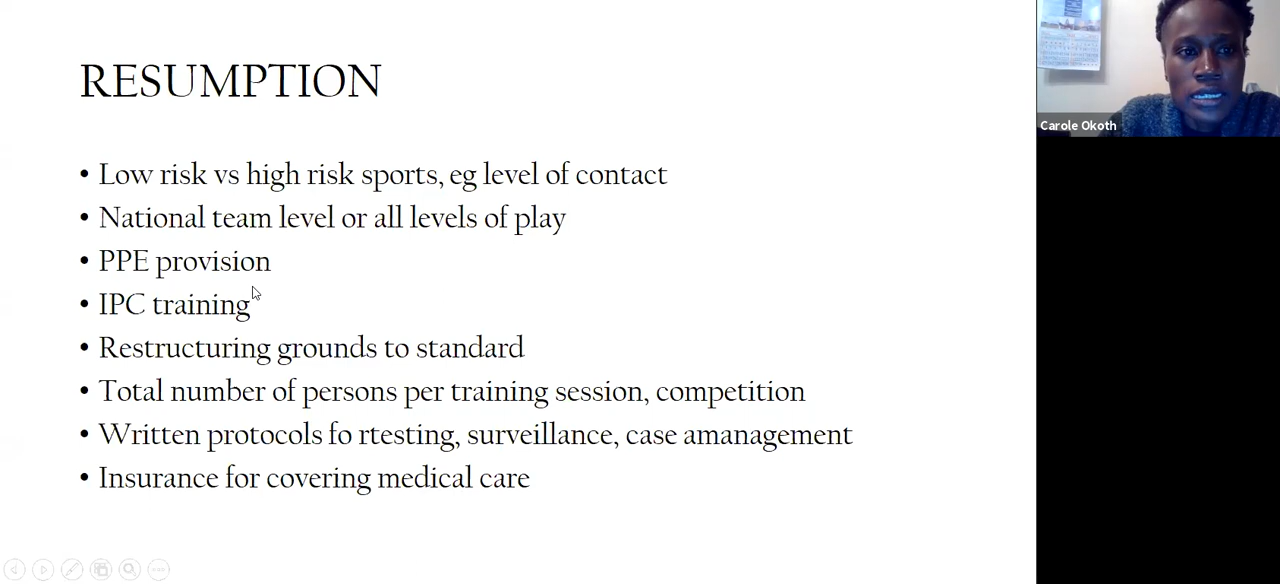 RESUMPTION
• Low risk vs high risk sports, eg level of contact
• National team level or all levels of play
• PPE provision
• IPC training
• Restructuring grounds to standard
• Total number of persons per training session, competition
• Written protocols fo rtesting, surveillance, case amanagement
• Insurance for covering medical care
Carole Okoth